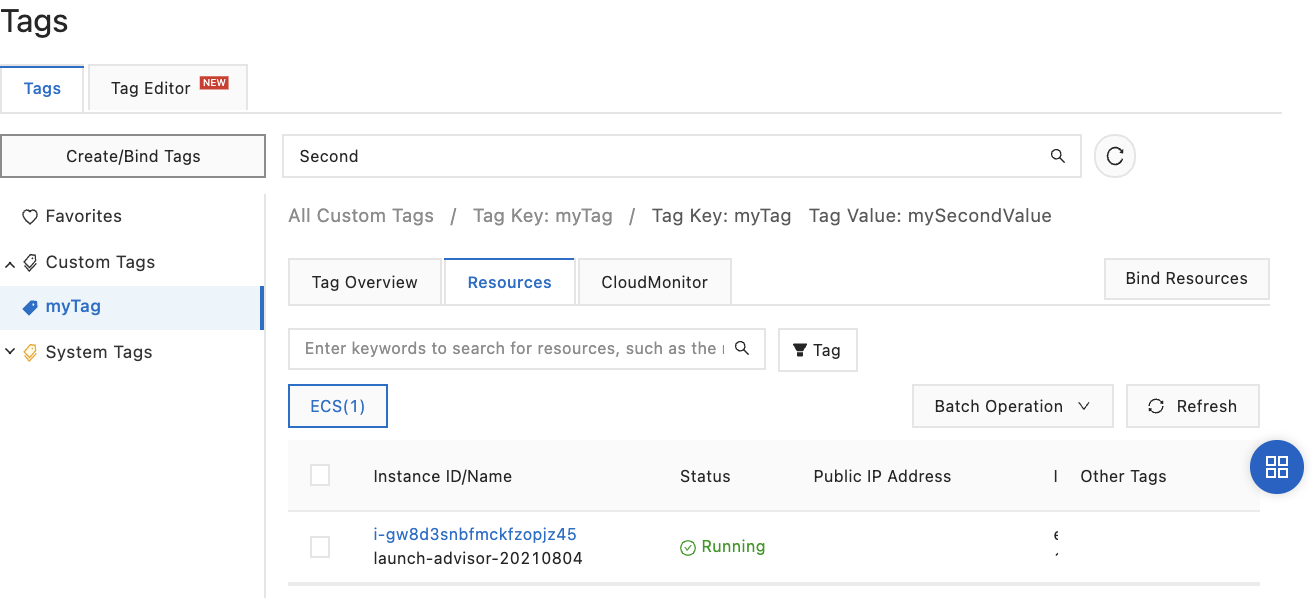 Tags
Tags
Tag Editor NEW
Create/Bind Tags
Second
Favorites
Custom Tags
myTag
System Tags
All Custom Tags / Tag Key: myTag / Tag Key: myTag Tag Value: mySecondValue
Tag Overview
Resources
CloudMonitor
Bind Resources
Enter keywords to search for resources, such as the
Tag
ECS(1)
Batch Operation
Refresh
Instance ID/Name
Status
Public IP Address
Other Tags
i-gw8d3snbfmckfzopjz45
launch-advisor-20210804
Running